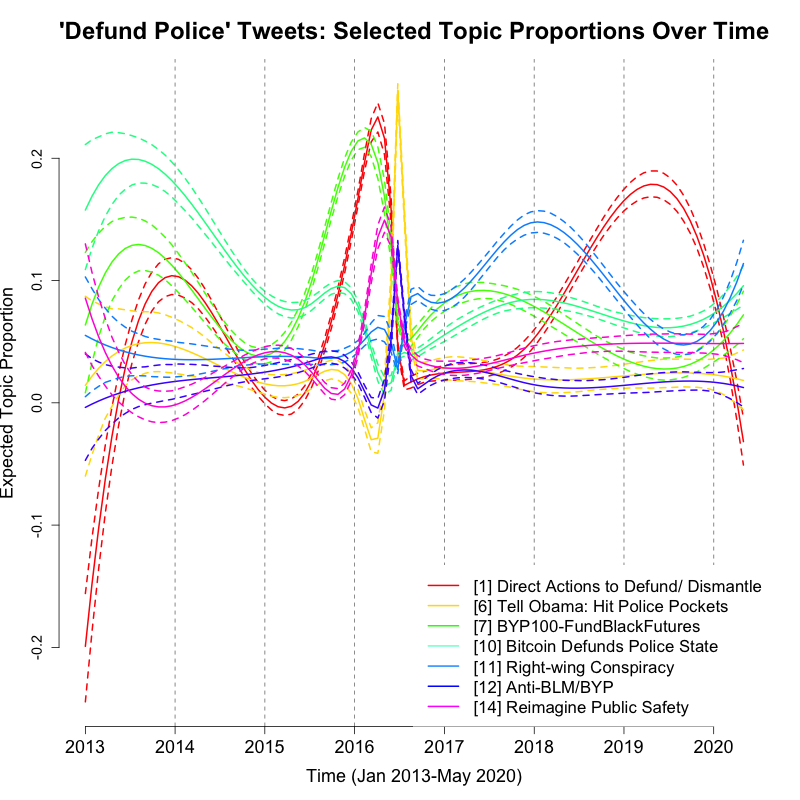 'Defund Police' Tweets: Selected Topic Proportions Over Time
Expected Topic Proportion
0.2
0.1
0.0
-0.1
-0.2
[1] Direct Actions to Defund/ Dismantle
[6] Tell Obama: Hit Police Pockets
[7] BYP100-FundBlackFutures
[10] Bitcoin Defunds Police State
[11] Right-wing Conspiracy
[12] Anti-BLM/BYP
[14] Reimagine Public Safety
2013 2014 2015 2016 2017 2018 2019 2020
Time (Jan 2013-May 2020)